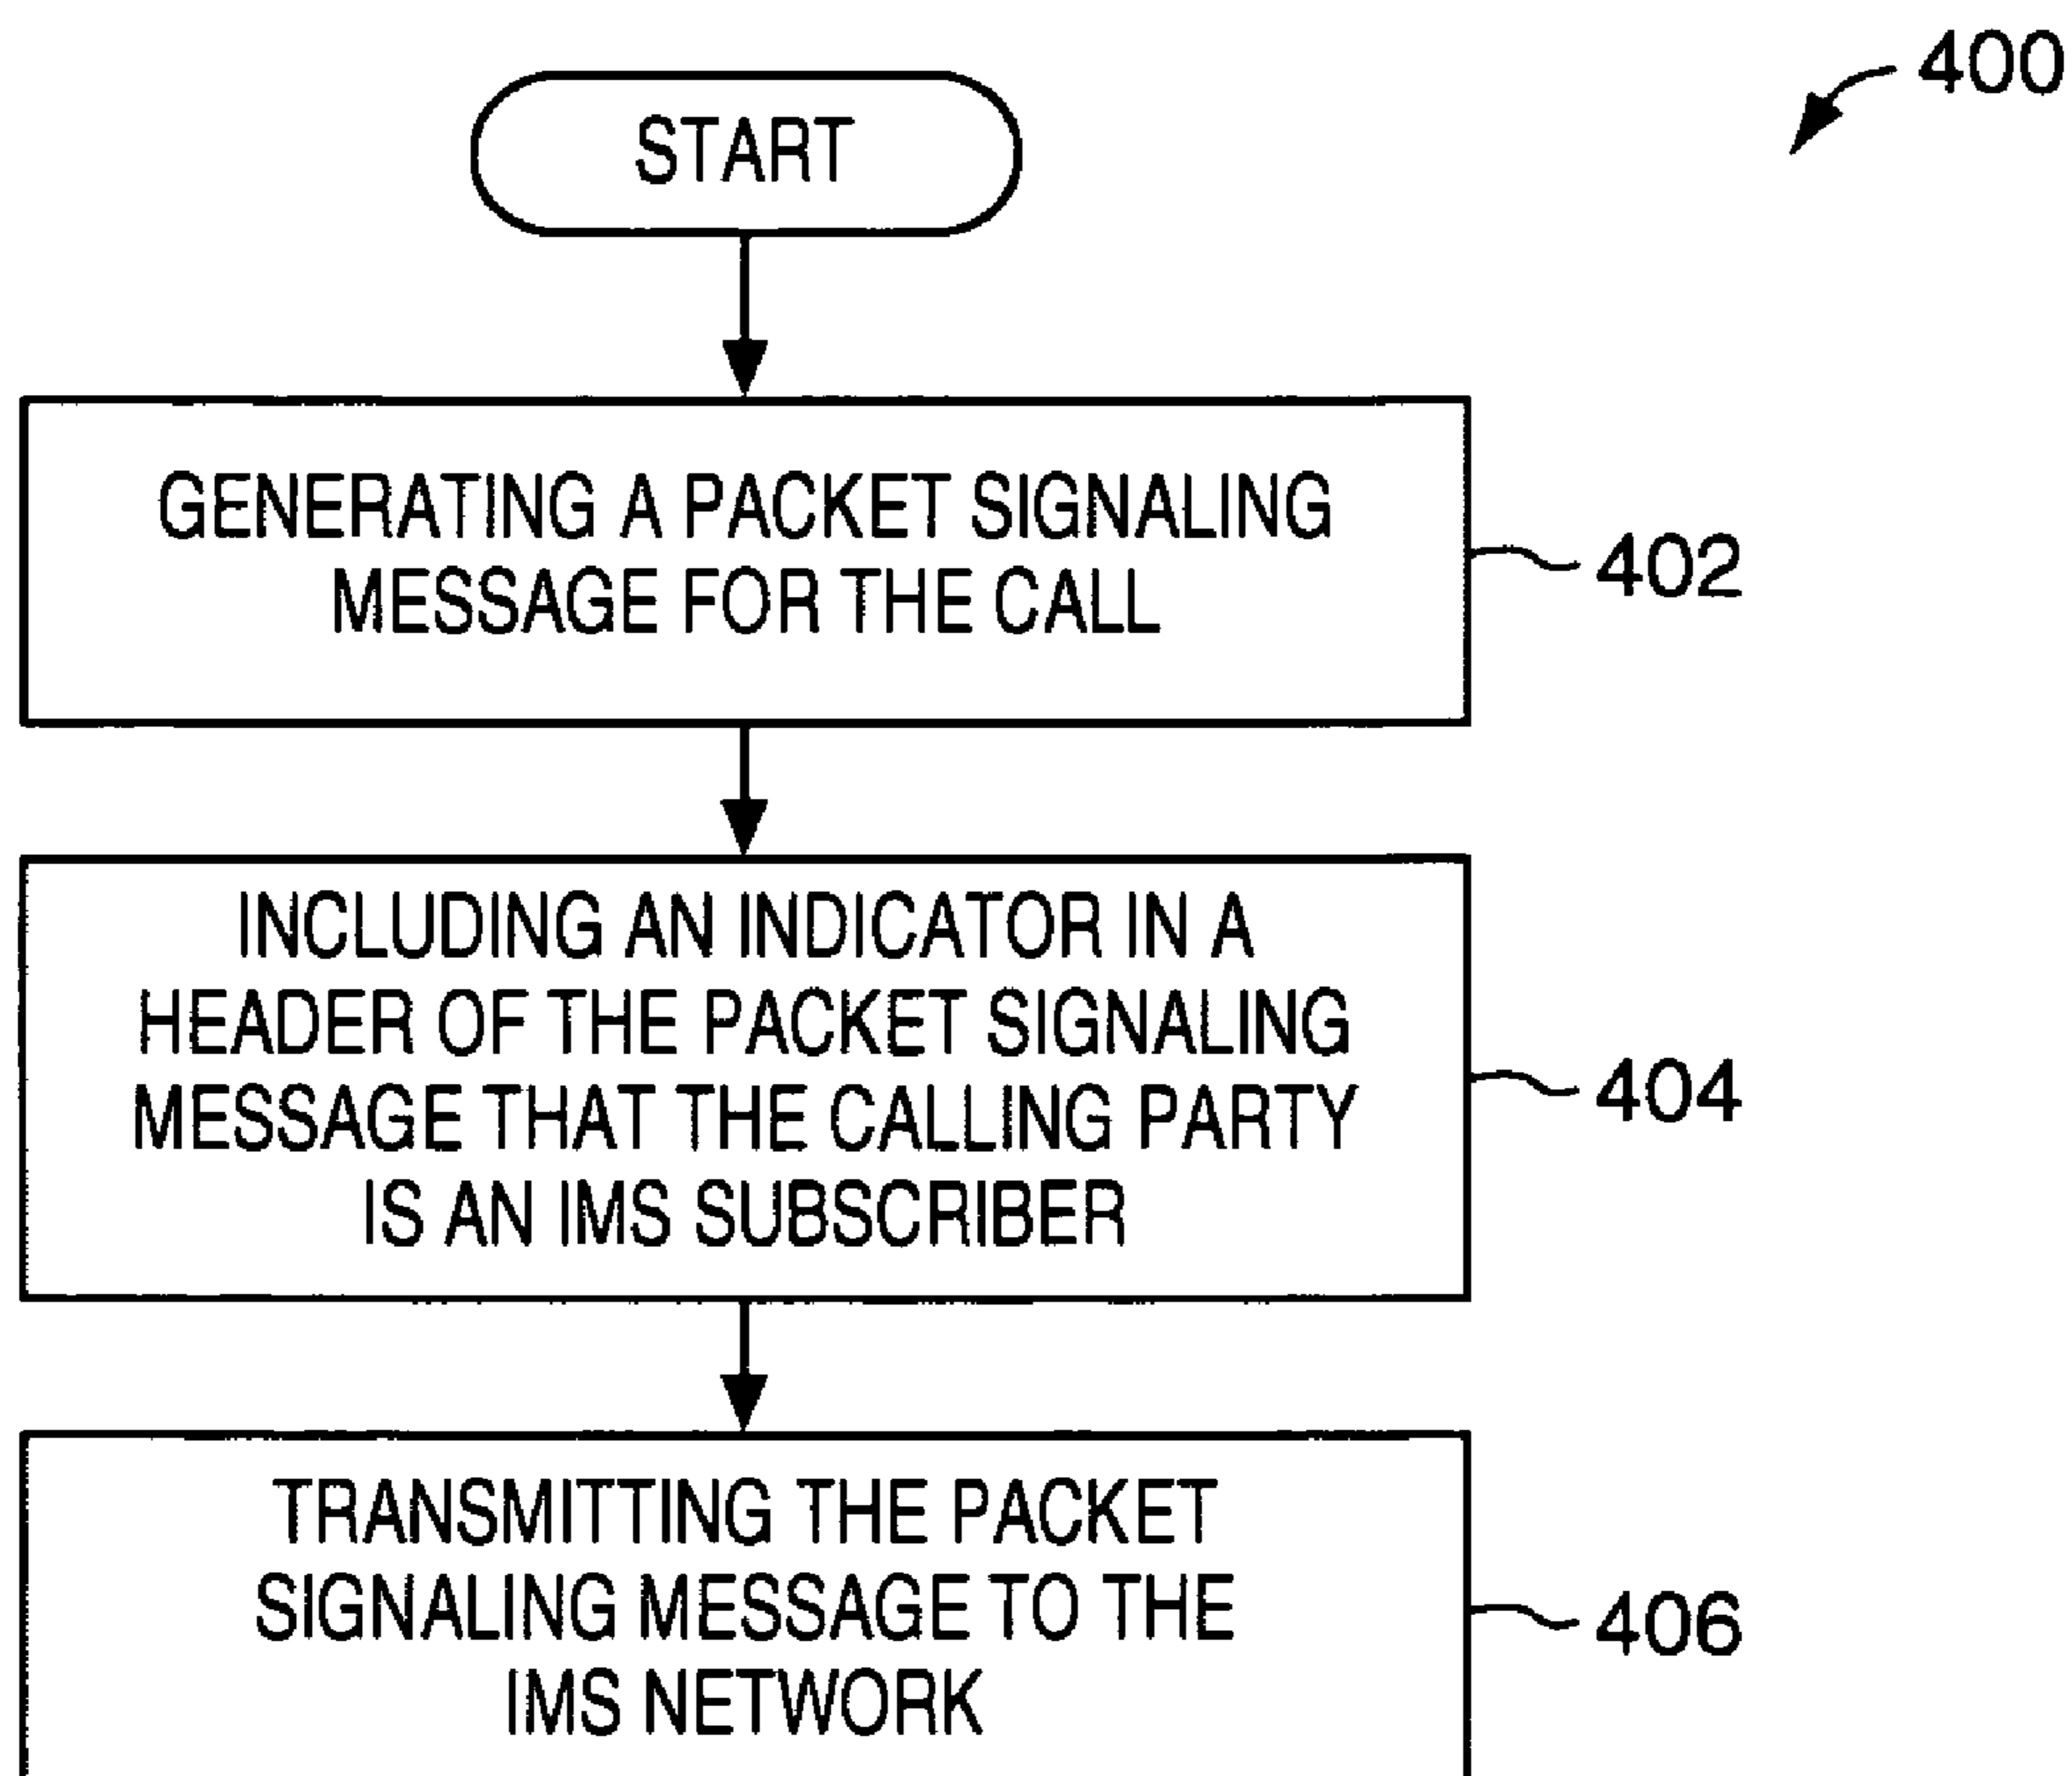 400
START
GENERATING A PACKET SIGNALING
MESSAGE FOR THE CALL
402
INCLUDING AN INDICATOR IN A
HEADER OF THE PACKET SIGNALING
MESSAGE THAT THE CALLING PARTY
IS AN IMS SUBSCRIBER
404
TRANSMITTING THE PACKET
SIGNALING MESSAGE TO THE
IMS NETWORK
406